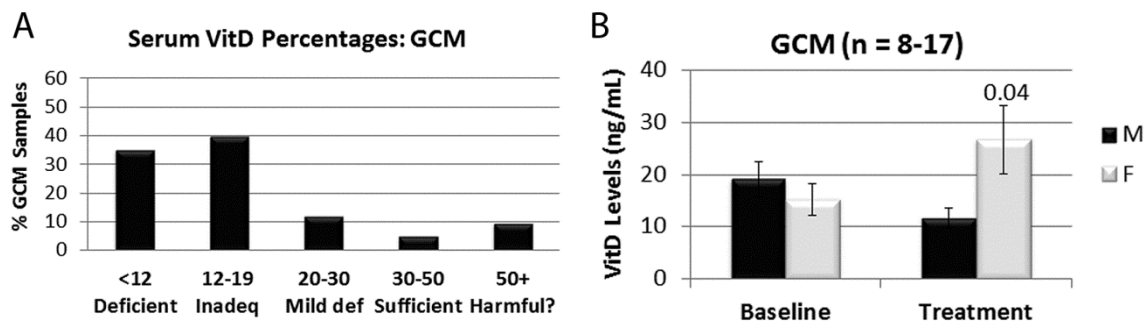 A
Serum VitD Percentages: GCM
% GCM Samples
60
50
40
30
20
10
0
<12 12-19 20-30 30-50 50+
Deficient Inadeq Mild def Sufficient Harmful?
B
GCM (n = 8-17)
VitD Levels (ng/mL)
40
30
20
10
0
0.04
Baseline Treatment
M
F